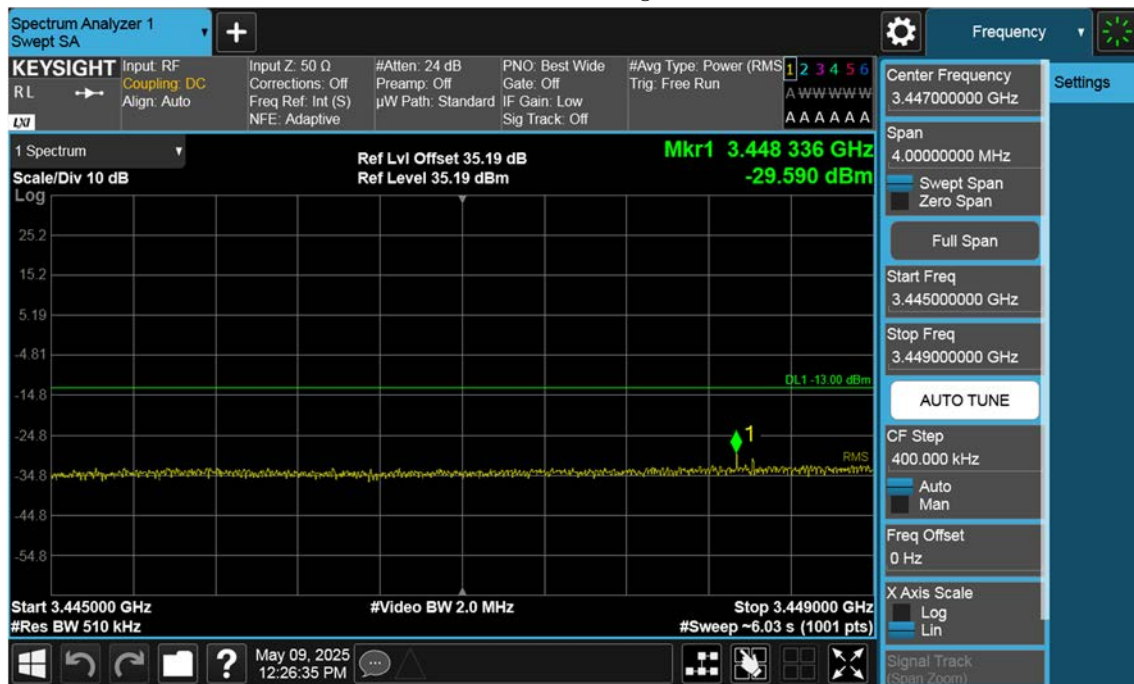 Spectrum Analyzer 1
Swept SA
+
Frequency
KEYSIGHT
RL
LXI
Input: RF
Coupling: DC
Align: Auto
Input Z: 50 Ω
Corrections: Off
Freq Ref: Int (S)
NFE: Adaptive
#Atten: 24 dB
Preamp: Off
µW Path: Standard
PNO: Best Wide
Gate: Off
IF Gain: Low
Sig Track: Off
#Avg Type: Power (RMS
Trig: Free Run
1 2 3 4 5 6
A W W W W W
A A A A A A
1 Spectrum
Scale/Div 10 dB
Log
Ref Lvl Offset 35.19 dB
Ref Level 35.19 dBm
Mkr1 3.448 336 GHz
-29.590 dBm
25.2
15.2
5.19
-4.81
-14.8
-24.8
-34.8
-44.8
-54.8
DL1 -13.00 dBm
1
RMS
Start 3.445000 GHz
#Res BW 510 kHz
#Video BW 2.0 MHz
Stop 3.449000 GHz
#Sweep ~6.03 s (1001 pts)
Center Frequency
3.447000000 GHz
Span
4.00000000 MHz
Swept Span
Zero Span
Full Span
Start Freq
3.445000000 GHz
Stop Freq
3.449000000 GHz
AUTO TUNE
CF Step
400.000 kHz
Auto
Man
Freq Offset
0 Hz
X Axis Scale
Log
Lin
Signal Track
(Span Zoom)
Settings
?
May 09, 2025
12:26:35 PM